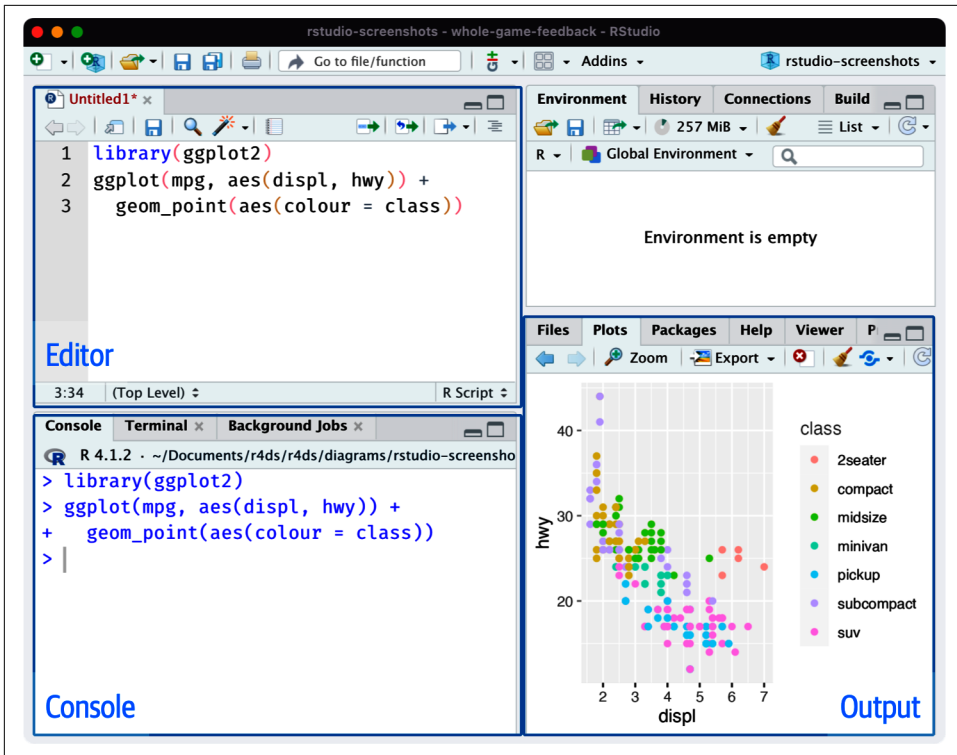 rstudio-screenshots - whole-game-feedback - RStudio
Go to file/function
Addins
rstudio-screenshots
Untitled1*
1 library(ggplot2)
2 ggplot(mpg, aes(displ, hwy)) +
3   geom_point(aes(colour = class))
Editor
3:34 (Top Level) R Script
Console Terminal Background Jobs
R 4.1.2 · ~/Documents/r4ds/r4ds/diagrams/rstudio-screensho
> library(ggplot2)
> ggplot(mpg, aes(displ, hwy)) +
+   geom_point(aes(colour = class))
>
Console
Environment History Connections Build
257 MiB List
R Global Environment
Environment is empty
Files Plots Packages Help Viewer
Zoom Export
hwy
40
30
20
2 3 4 5 6 7
displ
class
2seater
compact
midsize
minivan
pickup
subcompact
suv
Output